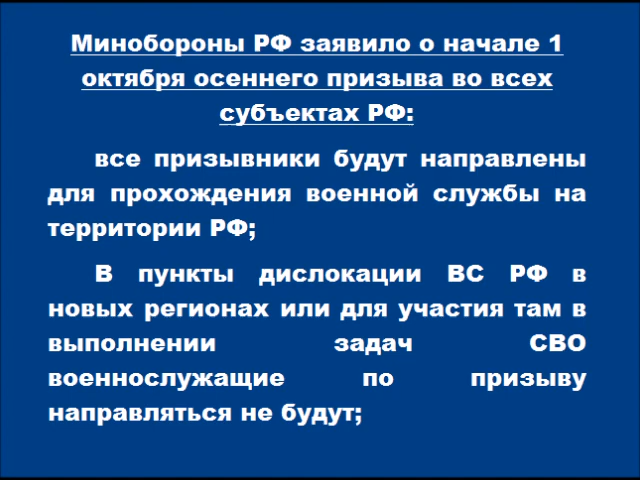 Минобороны РФ заявило о начале 1
октября осеннего призыва во всех
субъектах РФ:
все призывники будут направлены
для прохождения военной службы на
территории РФ;
В пункты дислокации ВС РФ в
новых регионах или для участия там в
выполнении задач СВО
военнослужащие по призыву
направляться не будут;